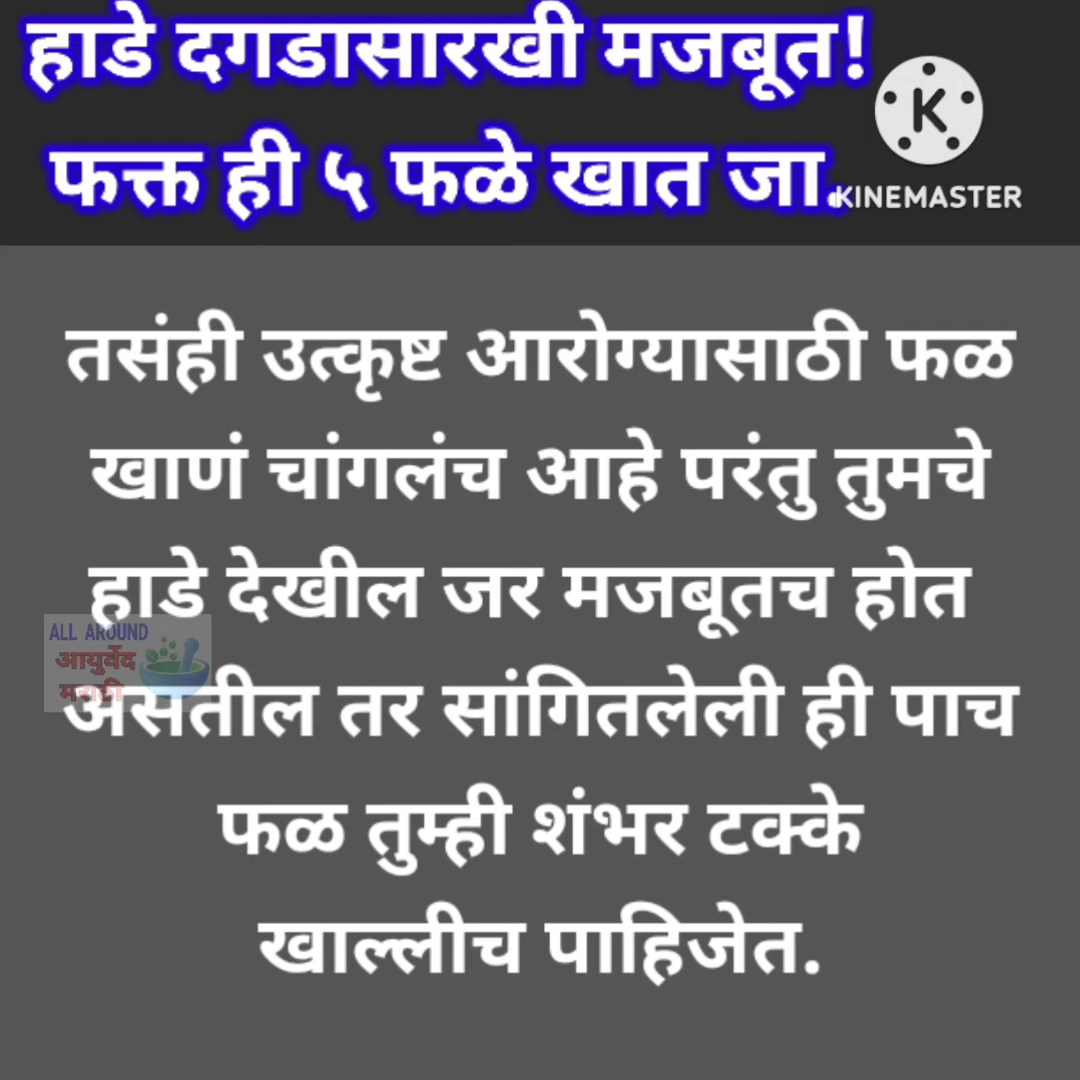 हाडे दगडासारखी मजबूत!
फक्त ही ५ फळे खात जा.
K
KINEMASTER
तसंही उत्कृष्ट आरोग्यासाठी फळ
खाणं चांगलंच आहे परंतु तुमचे
हाडे देखील जर मजबूतच होत
ALL AROUND
आयुर्वेद
मराठी
असतील तर सांगितलेली ही पाच
फळ तुम्ही शंभर टक्के
खाल्लीच पाहिजेत.